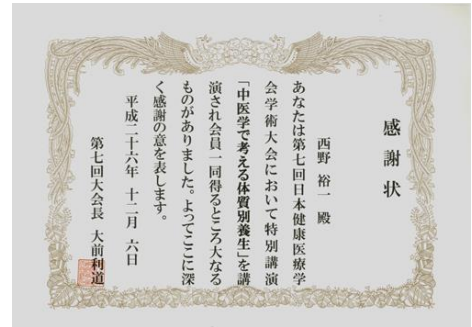 感謝状
西野 裕一 殿
あなたは第七回日本健康医療学
会学術大会において特別講演
「中医学で考える体質別養生」を講
演され会員一同得るところ大なる
ものがありました。よってここに深
く感謝の意を表します。
平成二十六年 十二月 六日
第七回大会長 大前利道